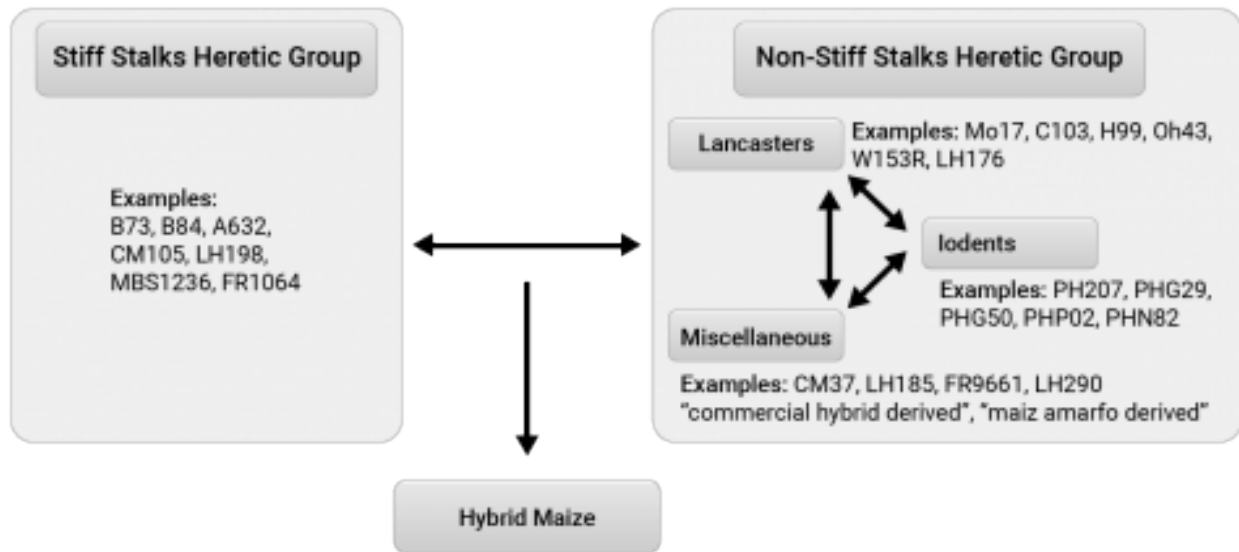 Stiff Stalks Heretic Group
Examples:
B73, B84, A632,
CM105, LH198,
MBS1236, FR1064
Non-Stiff Stalks Heretic Group
Lancasters
Examples: Mo17, C103, H99, Oh43,
W153R, LH176
Iodents
Examples: PH207, PHG29,
PHG50, PHP02, PHN82
Miscellaneous
Examples: CM37, LH185, FR9661, LH290
“commercial hybrid derived”, “maiz amarfo derived”
Hybrid Maize